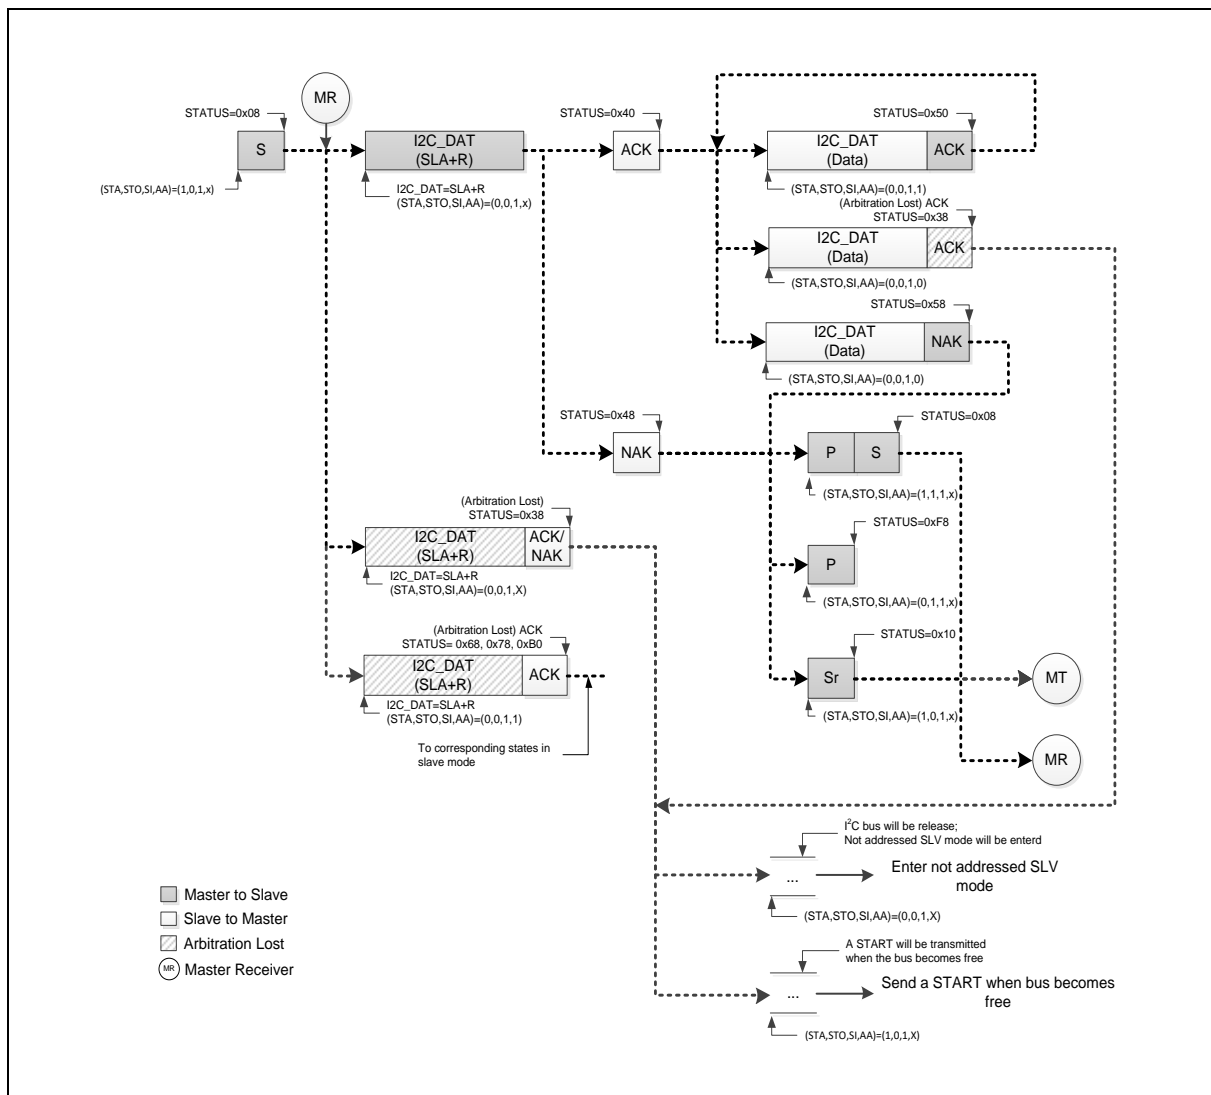 MR
STATUS=0x08
S
(STA,STO,SI,AA)=(1,0,1,x)
I2C_DAT
(SLA+R)
I2C_DAT=SLA+R
(STA,STO,SI,AA)=(0,0,1,x)
STATUS=0x40
ACK
STATUS=0x50
I2C_DAT
(Data)
ACK
(STA,STO,SI,AA)=(0,0,1,1)
(Arbitration Lost) ACK
STATUS=0x38
I2C_DAT
(Data)
ACK
(STA,STO,SI,AA)=(0,0,1,0)
STATUS=0x58
I2C_DAT
(Data)
NAK
(STA,STO,SI,AA)=(0,0,1,0)
STATUS=0x48
NAK
STATUS=0x08
P
S
(STA,STO,SI,AA)=(1,1,1,x)
(Arbitration Lost)
STATUS=0x38
I2C_DAT
(SLA+R)
ACK/
NAK
I2C_DAT=SLA+R
(STA,STO,SI,AA)=(0,0,1,X)
STATUS=0xF8
P
(STA,STO,SI,AA)=(0,1,1,x)
(Arbitration Lost) ACK
STATUS= 0x68, 0x78, 0xB0
I2C_DAT
(SLA+R)
ACK
I2C_DAT=SLA+R
(STA,STO,SI,AA)=(0,0,1,1)
To corresponding states in
slave mode
STATUS=0x10
Sr
(STA,STO,SI,AA)=(1,0,1,x)
MT
MR
I²C bus will be release;
Not addressed SLV mode will be enterd
...
Enter not addressed SLV
mode
(STA,STO,SI,AA)=(0,0,1,X)
A START will be transmitted
when the bus becomes free
...
Send a START when bus becomes
free
(STA,STO,SI,AA)=(1,0,1,X)
Master to Slave
Slave to Master
Arbitration Lost
MR Master Receiver